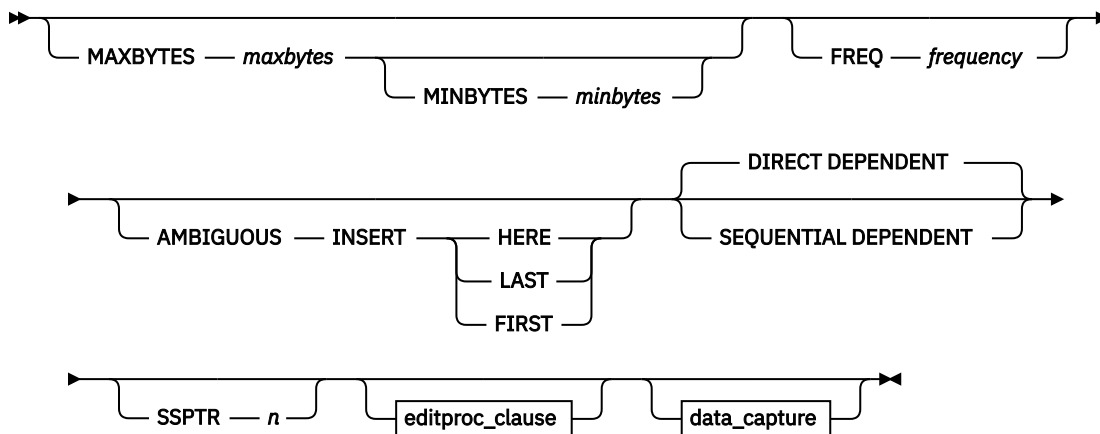 MAXBYTES maxbytes FREQ frequency
MINBYTES minbytes
DIRECT DEPENDENT
AMBIGUOUS INSERT HERE SEQUENTIAL DEPENDENT
LAST
FIRST
SSPTR n editproc_clause data_capture